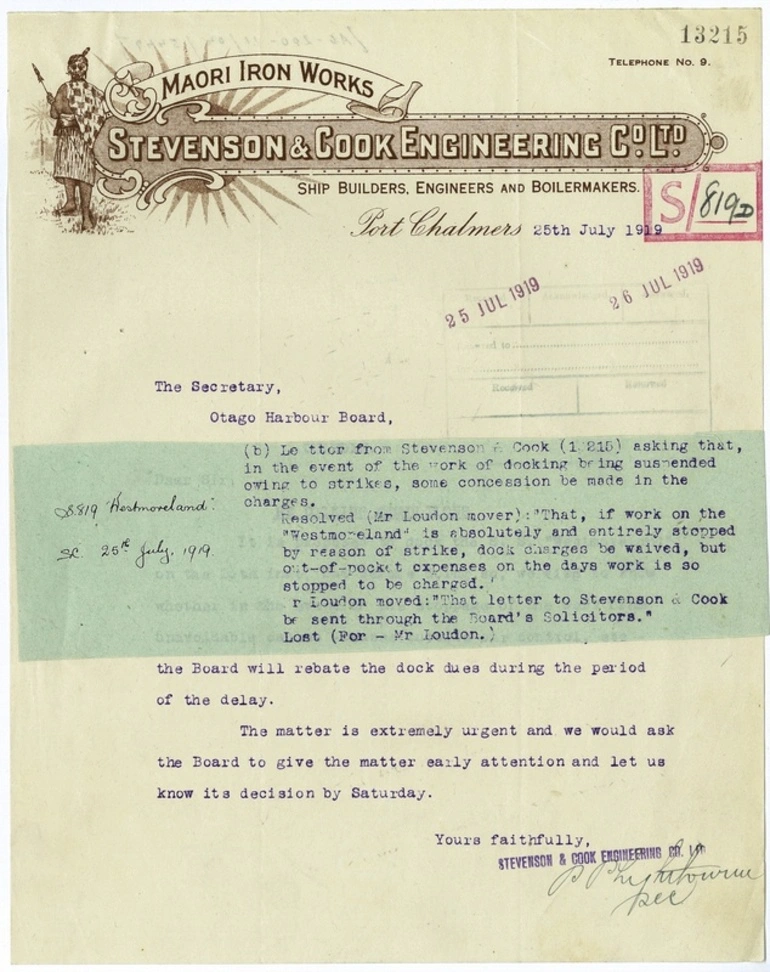 13215
TELEPHONE No. 9.
MAORI IRON WORKS
STEVENSON & COOK ENGINEERING CO. LTD.
SHIP BUILDERS, ENGINEERS AND BOILERMAKERS.
S/819D
Port Chalmers 25th July 1919
25 JUL 1919
26 JUL 1919
The Secretary,
Otago Harbour Board,
(b) Letter from Stevenson & Cook (13215) asking that,
in the event of the work of docking being suspended
owing to strikes, some concession be made in the
charges.
S.819 "Westmoreland".
SC. 25th July, 1919.
Resolved (Mr Loudon mover):"That, if work on the
"Westmoreland" is absolutely and entirely stopped
by reason of strike, dock charges be waived, but
out-of-pocket expenses on the days work is so
stopped to be charged."
r Loudon moved:"That letter to Stevenson & Cook
be sent through the Board's Solicitors."
Lost (For - Mr Loudon.)
the Board will rebate the dock dues during the period
of the delay.
The matter is extremely urgent and we would ask
the Board to give the matter early attention and let us
know its decision by Saturday.
Yours faithfully,
STEVENSON & COOK ENGINEERING CO. LTD
Sec